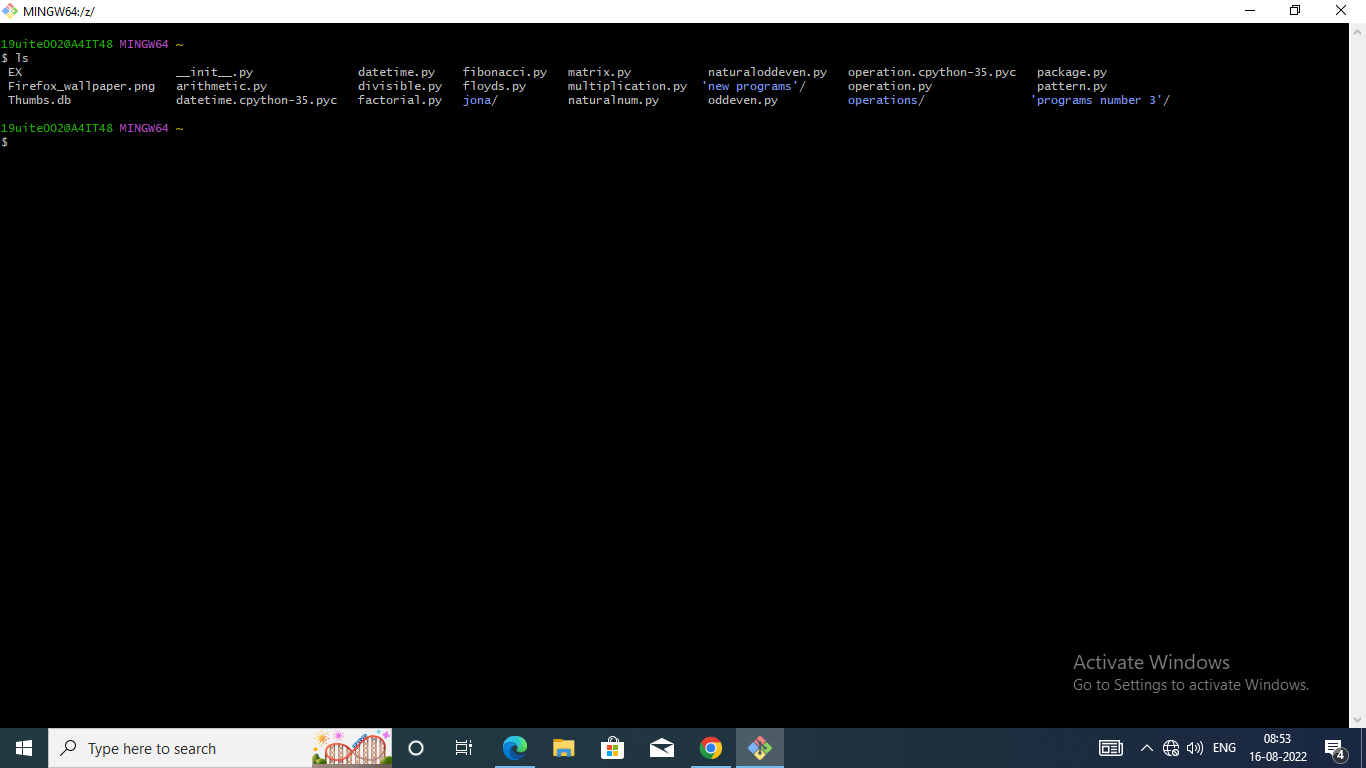 MINGW64:/z/
19uite002@A4IT48 MINGW64 ~
$ ls
EX __init__.py datetime.py fibonacci.py matrix.py naturaloddeven.py operation.cpython-35.pyc package.py
Firefox_wallpaper.png arithmetic.py divisible.py floyds.py multiplication.py 'new programs'/ operation.py pattern.py
Thumbs.db datetime.cpython-35.pyc factorial.py jona/ naturalnum.py oddeven.py operations/ 'programs number 3'/
19uite002@A4IT48 MINGW64 ~
$
Activate Windows
Go to Settings to activate Windows.
Type here to search
ENG
08:53
16-08-2022
4